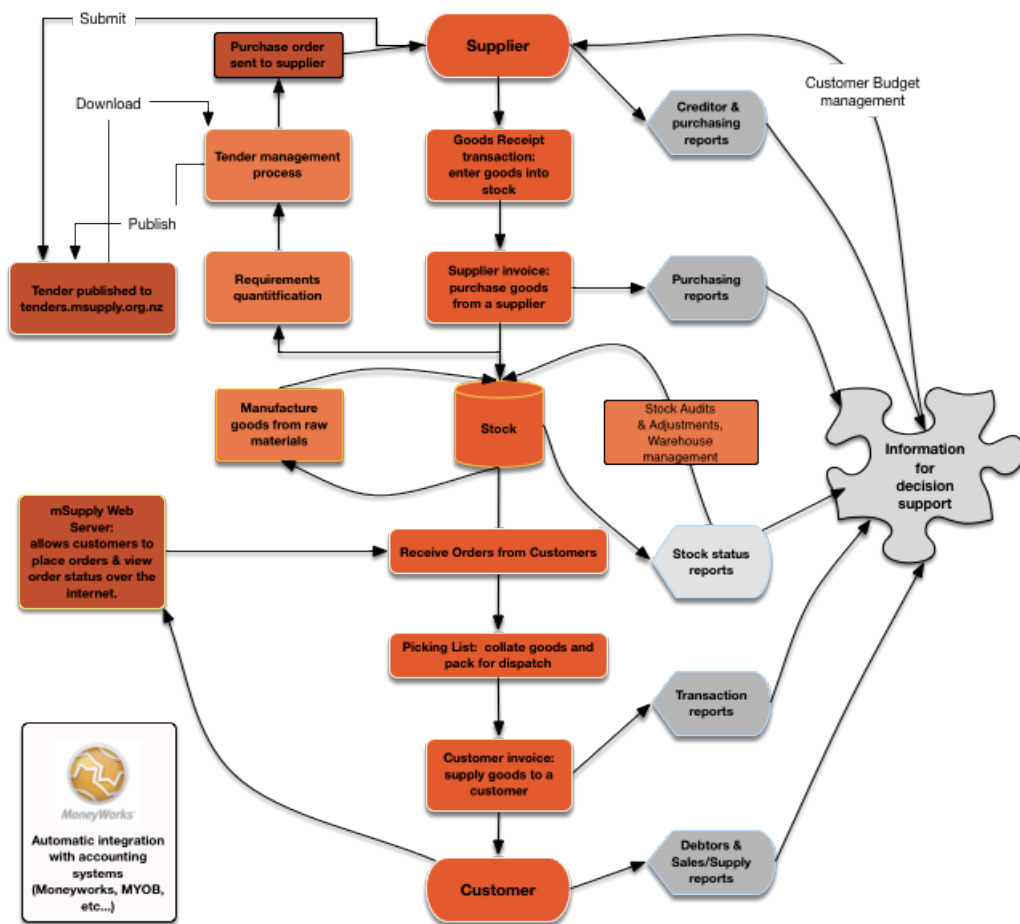 Submit
Purchase order
sent to supplier
Supplier
Customer Budget
management
Download
Creditor &
purchasing
reports
Tender management
process
Goods Receipt
transaction:
enter goods into
stock
Publish
Tender published to
tenders.msupply.org.nz
Requirements
quantitfication
Supplier invoice:
purchase goods
from a supplier
Purchasing
reports
Manufacture
goods from raw
materials
Stock
Stock Audits
& Adjustments,
Warehouse
management
Information
for
decision
support
mSupply Web
Server:
allows customers to
place orders & view
order status over the
internet.
Receive Orders from Customers
Stock status
reports
Picking List:  collate goods and
pack for dispatch
Transaction
reports
Customer invoice:
supply goods to a
customer
MoneyWorks
Automatic integration
with accounting
systems
(Moneyworks, MYOB,
etc...)
Debtors &
Sales/Supply
reports
Customer